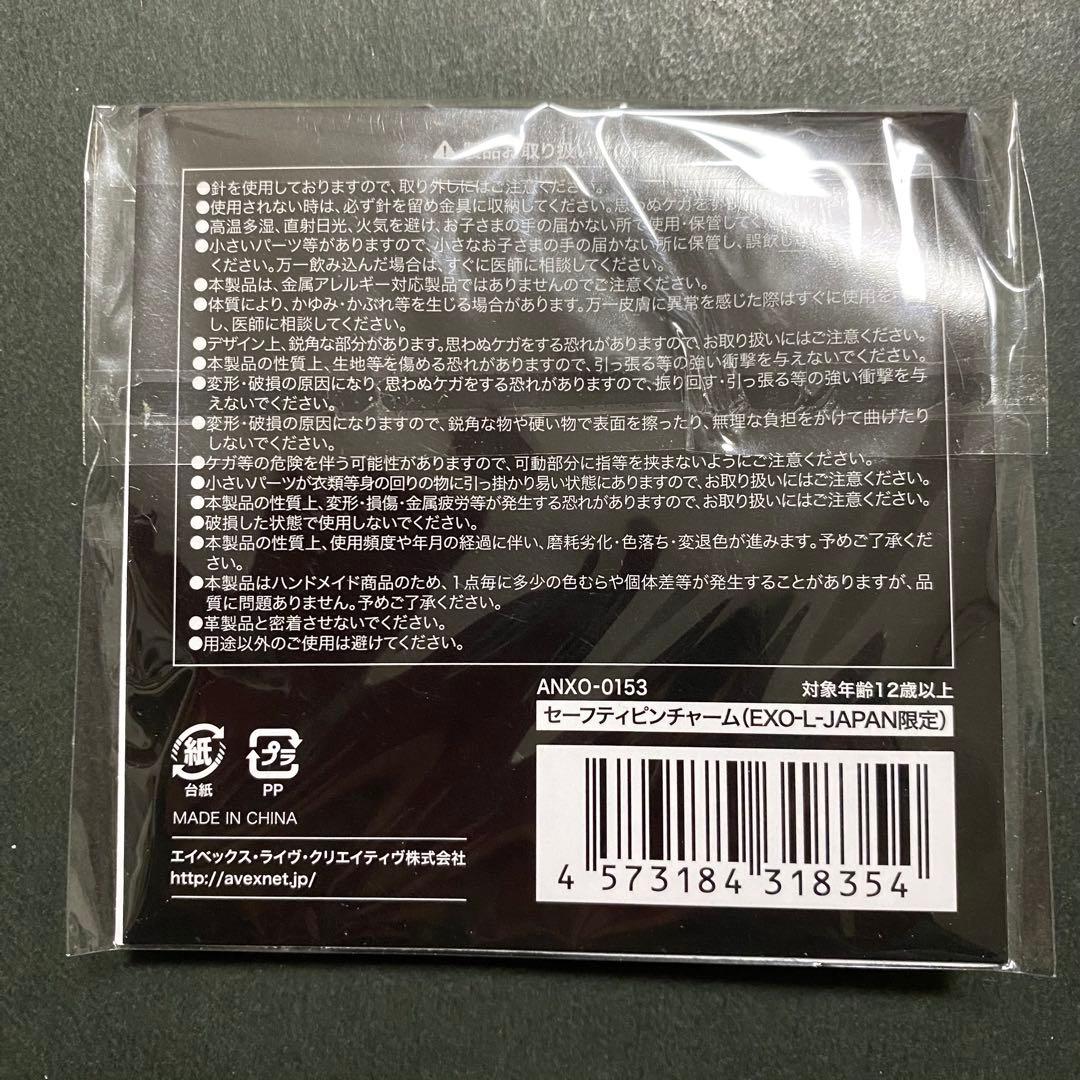 ⚠ 製品お取り扱い
●針を使用しておりますので、取り外しにはご注意ください。
●使用されない時は、必ず針を留め金具に収納してください。思わぬケガをす
●高温多湿、直射日光、火気を避け、お子さまの手の届かない所で使用・保管してく
●小さいパーツ等がありますので、小さなお子さまの手の届かない所に保管し、誤飲し
ください。万一飲み込んだ場合は、すぐに医師に相談してください。
●本製品は、金属アレルギー対応製品ではありませんのでご注意ください。
●体質により、かゆみ・かぶれ等を生じる場合があります。万一皮膚に異常を感じた際はすぐに使用を
し、医師に相談してください。
●デザイン上、鋭角な部分があります。思わぬケガをする恐れがありますので、お取り扱いにはご注意ください。
●本製品の性質上、生地等を傷める恐れがありますので、引っ張る等の強い衝撃を与えないでください。
●変形・破損の原因になり、思わぬケガをする恐れがありますので、振り回す・引っ張る等の強い衝撃を与
えないでください。
●変形・破損の原因になりますので、鋭角な物や硬い物で表面を擦ったり、無理な負担をかけて曲げたり
しないでください。
●ケガ等の危険を伴う可能性がありますので、可動部分に指等を挟まないようにご注意ください。
●小さいパーツが衣類等身の回りの物に引っ掛かり易い状態にありますので、お取り扱いにはご注意ください。
●本製品の性質上、変形・損傷・金属疲労等が発生する恐れがありますので、お取り扱いにはご注意ください。
●破損した状態で使用しないでください。
●本製品の性質上、使用頻度や年月の経過に伴い、磨耗劣化・色落ち・変退色が進みます。予めご了承くだ
さい。
●本製品はハンドメイド商品のため、1点毎に多少の色むらや個体差等が発生することがありますが、品
質に問題ありません。予めご了承ください。
●革製品と密着させないでください。
●用途以外のご使用は避けてください。
ANXO-0153 対象年齢12歳以上
セーフティピンチャーム(EXO-L-JAPAN限定)
紙 プラ
台紙 PP
MADE IN CHINA
エイベックス・ライヴ・クリエイティヴ株式会社
http://avexnet.jp/
4 573184 318354